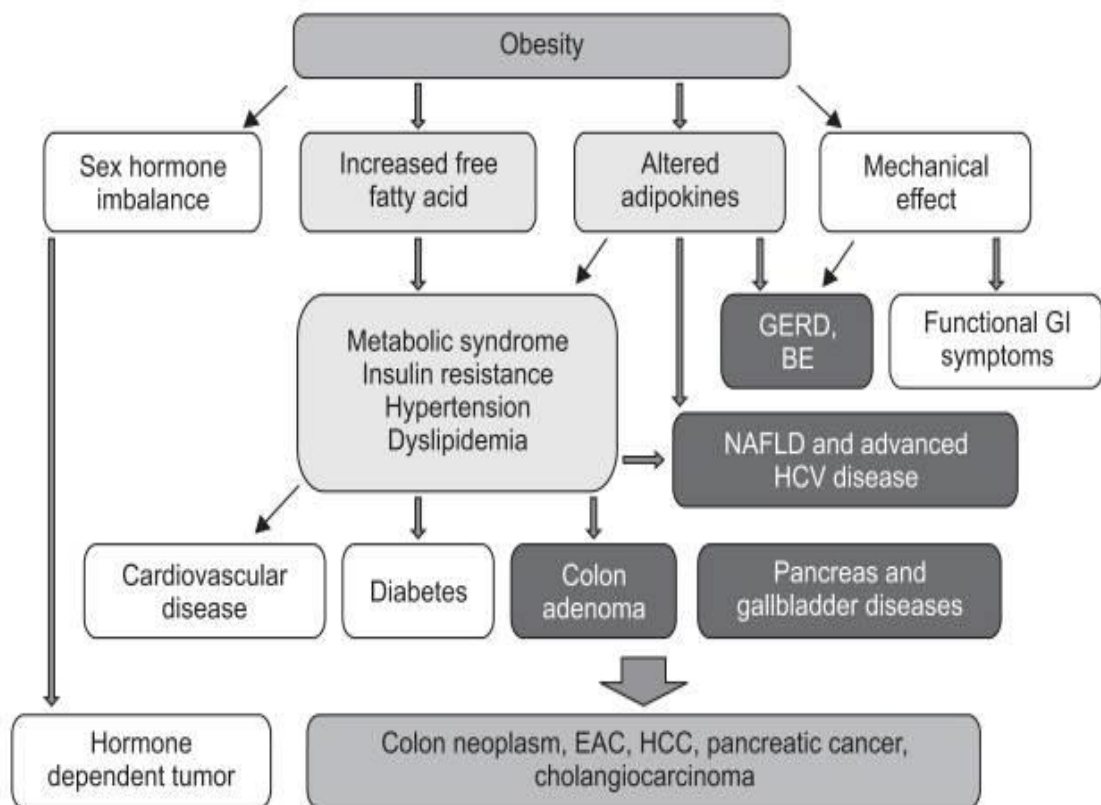 Obesity
Sex hormone
imbalance
Increased free
fatty acid
Altered
adipokines
Mechanical
effect
Metabolic syndrome
Insulin resistance
Hypertension
Dyslipidemia
GERD,
BE
Functional GI
symptoms
NAFLD and advanced
HCV disease
Cardiovascular
disease
Diabetes
Colon
adenoma
Pancreas and
gallbladder diseases
Hormone
dependent tumor
Colon neoplasm, EAC, HCC, pancreatic cancer,
cholangiocarcinoma